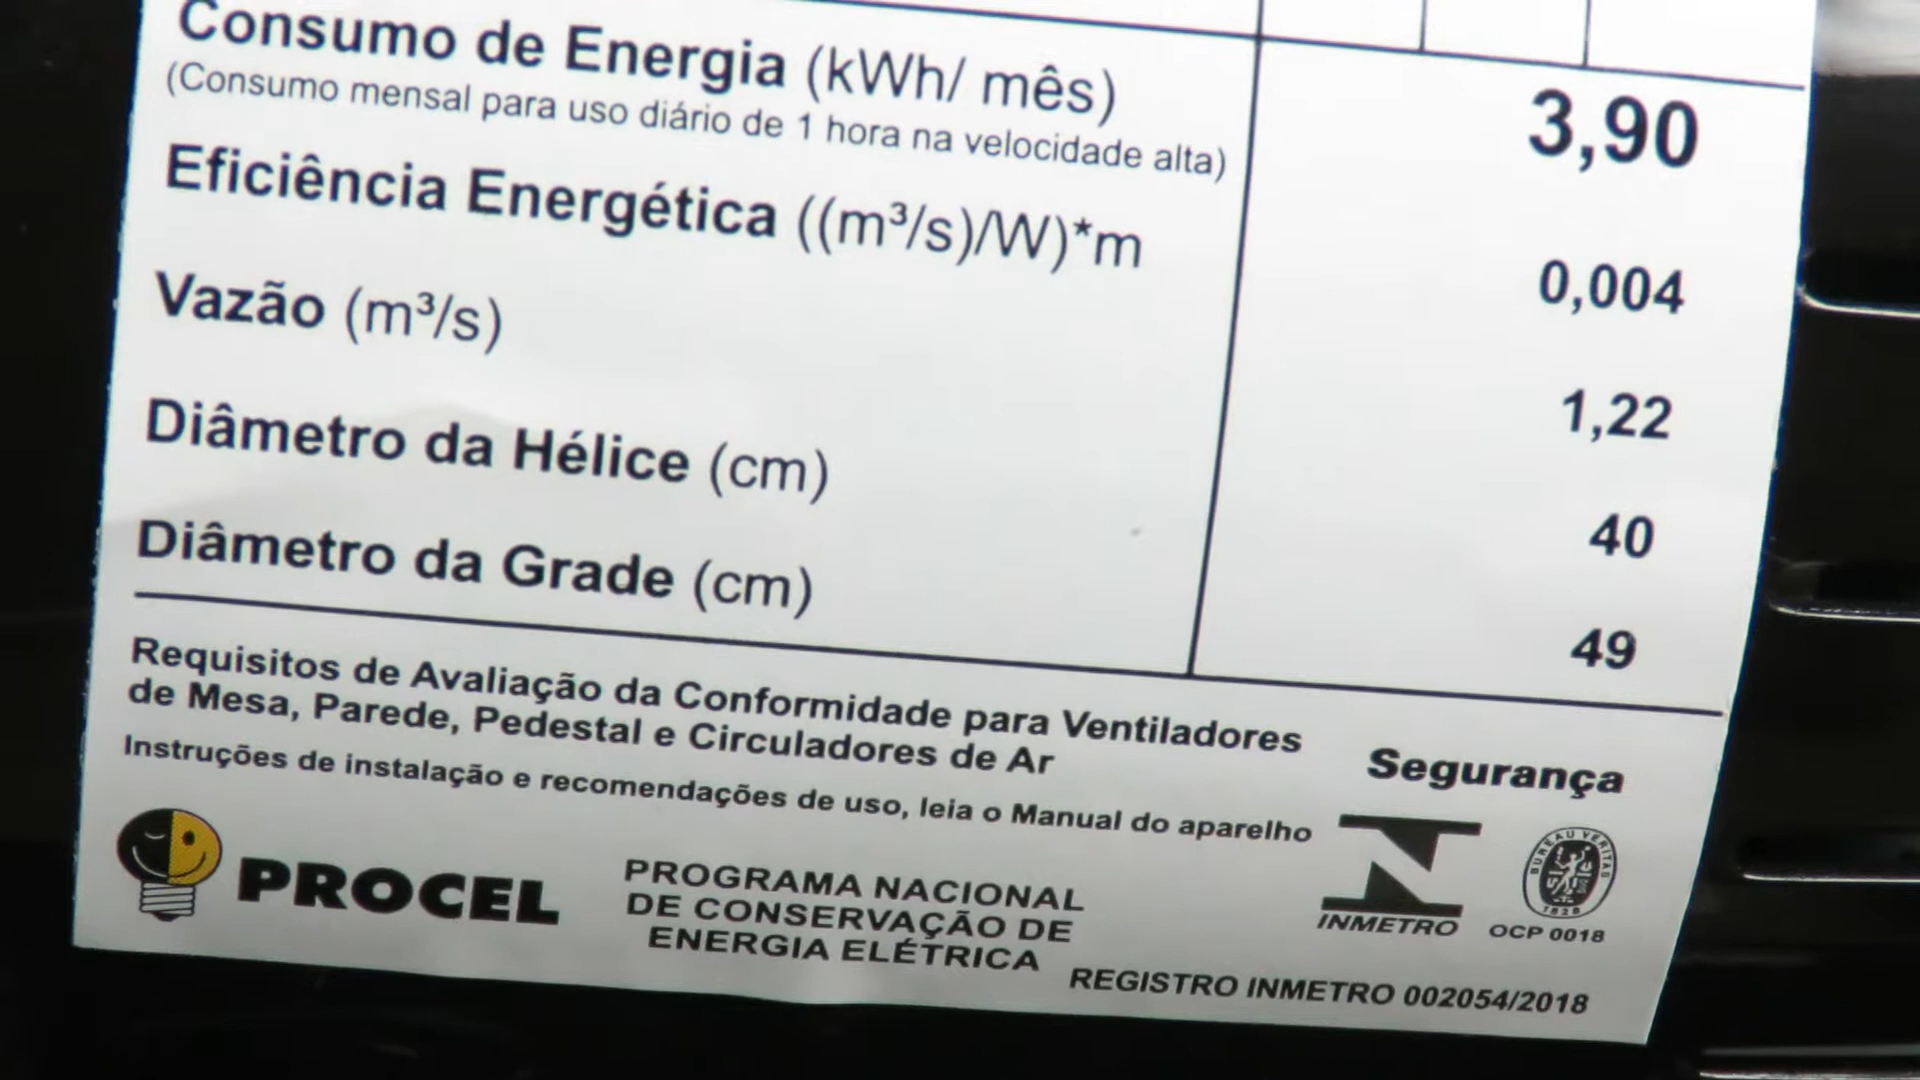 Consumo de Energia (kWh/ mês) 3,90
(Consumo mensal para uso diário de 1 hora na velocidade alta)
Eficiência Energética ((m³/s)/W)*m 0,004
Vazão (m³/s) 1,22
Diâmetro da Hélice (cm) 40
Diâmetro da Grade (cm) 49
Requisitos de Avaliação da Conformidade para Ventiladores
de Mesa, Parede, Pedestal e Circuladores de Ar
Instruções de instalação e recomendações de uso, leia o Manual do aparelho
Segurança
PROCEL
PROGRAMA NACIONAL
DE CONSERVAÇÃO DE
ENERGIA ELÉTRICA
INMETRO
BUREAU VERITAS
1828
OCP 0018
REGISTRO INMETRO 002054/2018